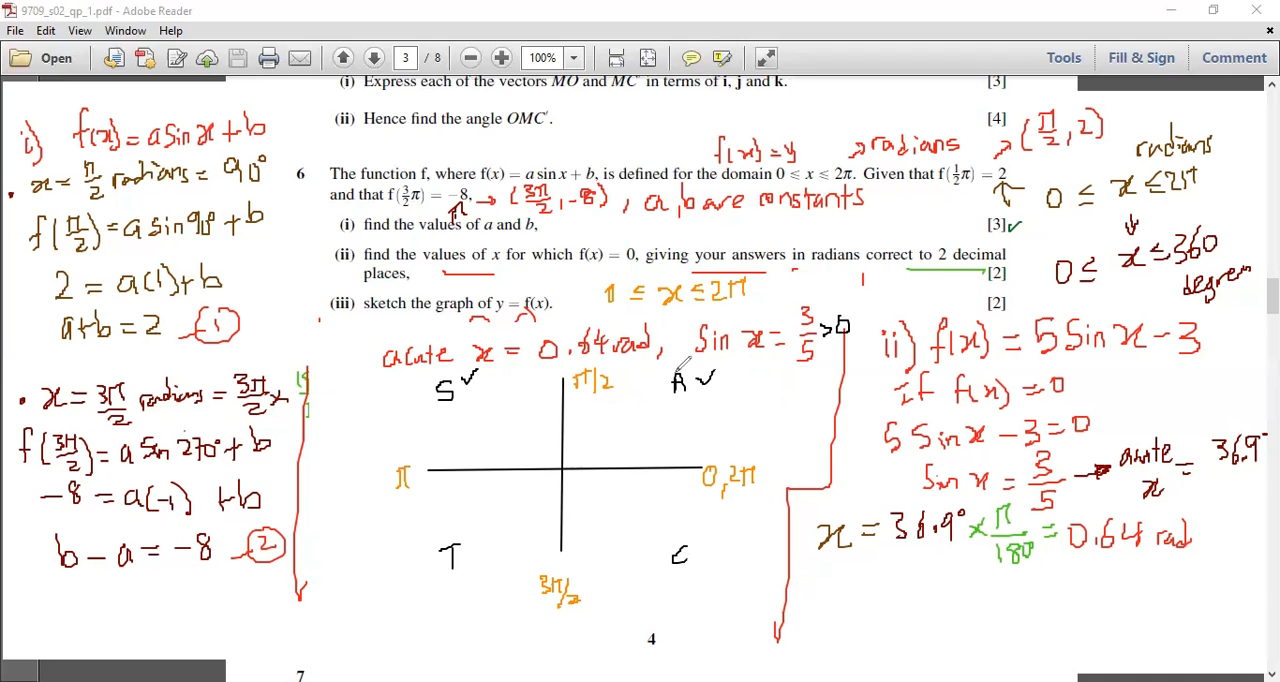 9709_s02_qp_1.pdf - Adobe Reader
File Edit View Window Help
Open 3 / 8 100% Tools Fill & Sign Comment
(i) Express each of the vectors MO and MC in terms of i, j and k. [3]
(ii) Hence find the angle OMC′. [4]
f(x) = y → radians → (π/2, 2)
6 The function f, where f(x) = a sin x + b, is defined for the domain 0 ≤ x ≤ 2π. Given that f(½π) = 2
and that f(3/2 π) = −8, → (3π/2, −8), a, b are constants
π
(i) find the values of a and b, [3] ✓
(ii) find the values of x for which f(x) = 0, giving your answers in radians correct to 2 decimal
places, [2]
(iii) sketch the graph of y = f(x). [2]
i) f(x) = a sin x + b
• x = π/2 radians = 90°
f(π/2) = a sin 90° + b
2 = a(1) + b
a + b = 2 — 1
• x = 3π/2 radians = 3π/2 ×
f(3π/2) = a sin 270° + b
−8 = a(−1) + b
b − a = −8 — 2
radians
0 ≤ x ≤ 2π
↓
0 ≤ x ≤ 360
degrees
≤ x ≤ 2π
x = 0.64 rad, sin x = 3/5 > 0
S ✓ π/2 A ✓
π 0, 2π
T C
3π/2
ii) f(x) = 5 sin x − 3
if f(x) = 0
5 sin x − 3 = 0
sin x = 3/5 → acute x = 36.9°
x = 36.9° × π/180° = 0.64 rad
4
7